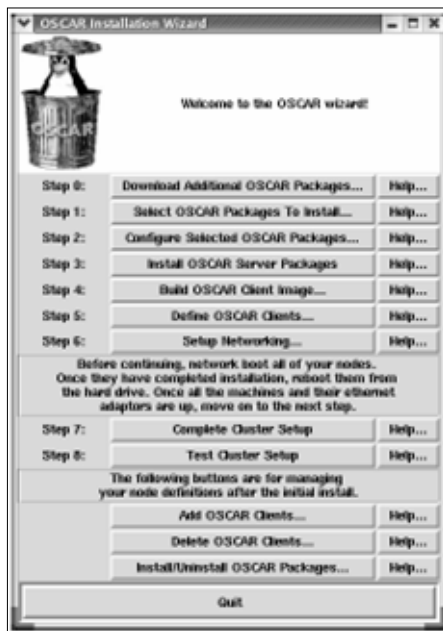 OSCAR Installation Wizard
OSCAR
Welcome to the OSCAR wizard!
Step 0: Download Additional OSCAR Packages... Help...
Step 1: Select OSCAR Packages To Install... Help...
Step 2: Configure Selected OSCAR Packages... Help...
Step 3: Install OSCAR Server Packages Help...
Step 4: Build OSCAR Client Image... Help...
Step 5: Define OSCAR Clients... Help...
Step 6: Setup Networking... Help...
Before continuing, network boot all of your nodes.
Once they have completed installation, reboot them from
the hard drive. Once all the machines and their ethernet
adaptors are up, move on to the next step.
Step 7: Complete Cluster Setup Help...
Step 8: Test Cluster Setup Help...
The following buttons are for managing
your node definitions after the initial install.
Add OSCAR Clients... Help...
Delete OSCAR Clients... Help...
Install/Uninstall OSCAR Packages... Help...
Quit